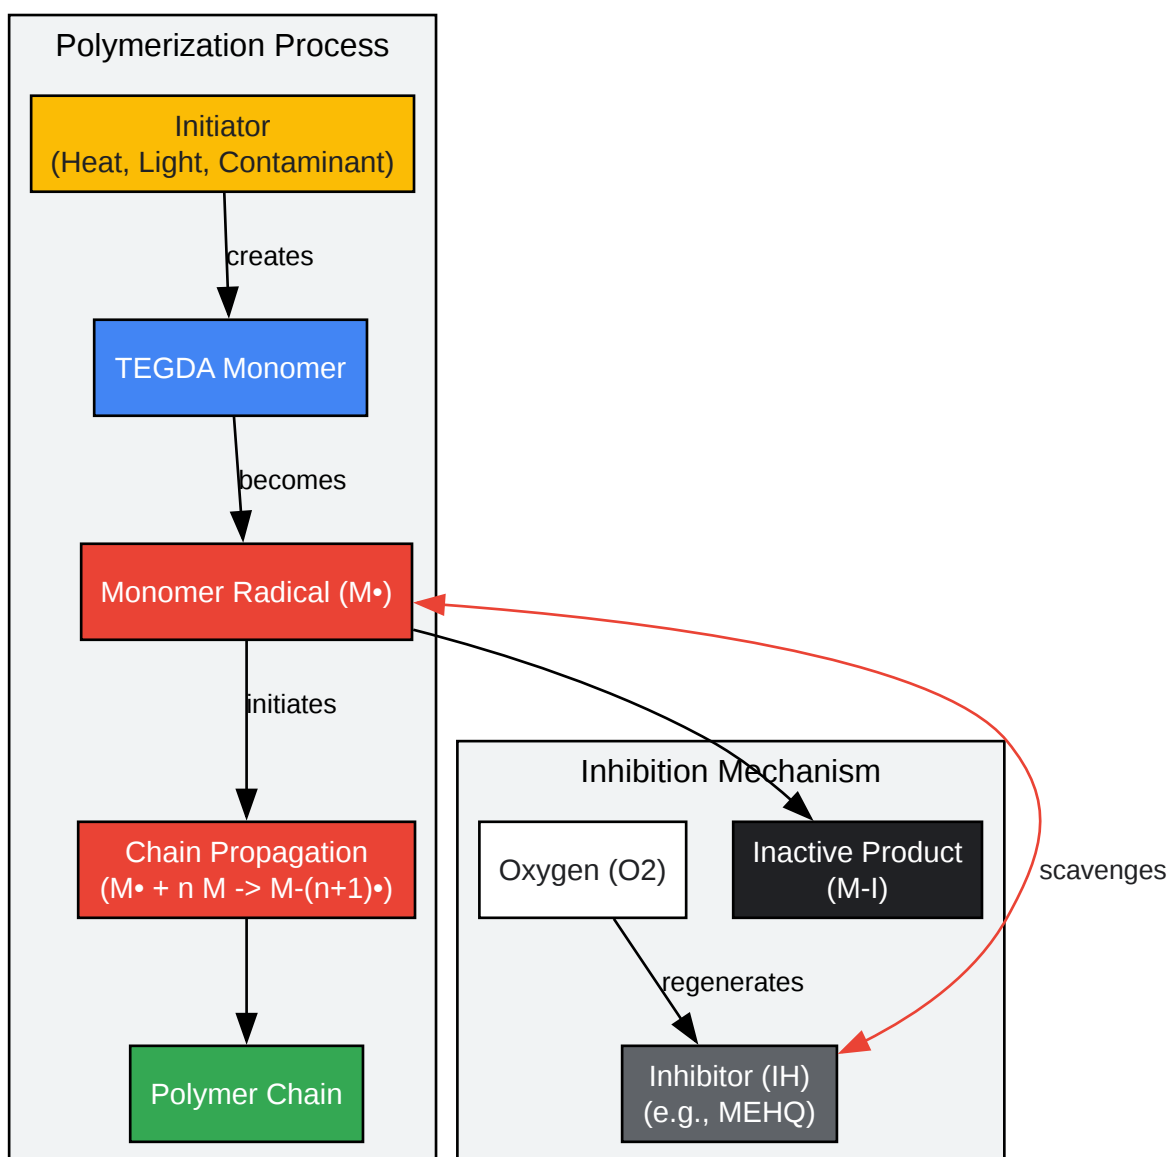 Polymerization Process
Initiator
(Heat, Light, Contaminant)
creates
TEGDA Monomer
becomes
Monomer Radical (M•)
initiates
Chain Propagation
(M• + n M -> M-(n+1)•)
Polymer Chain
Inhibition Mechanism
Oxygen (O2)
Inactive Product
(M-I)
scavenges
regenerates
Inhibitor (IH)
(e.g., MEHQ)